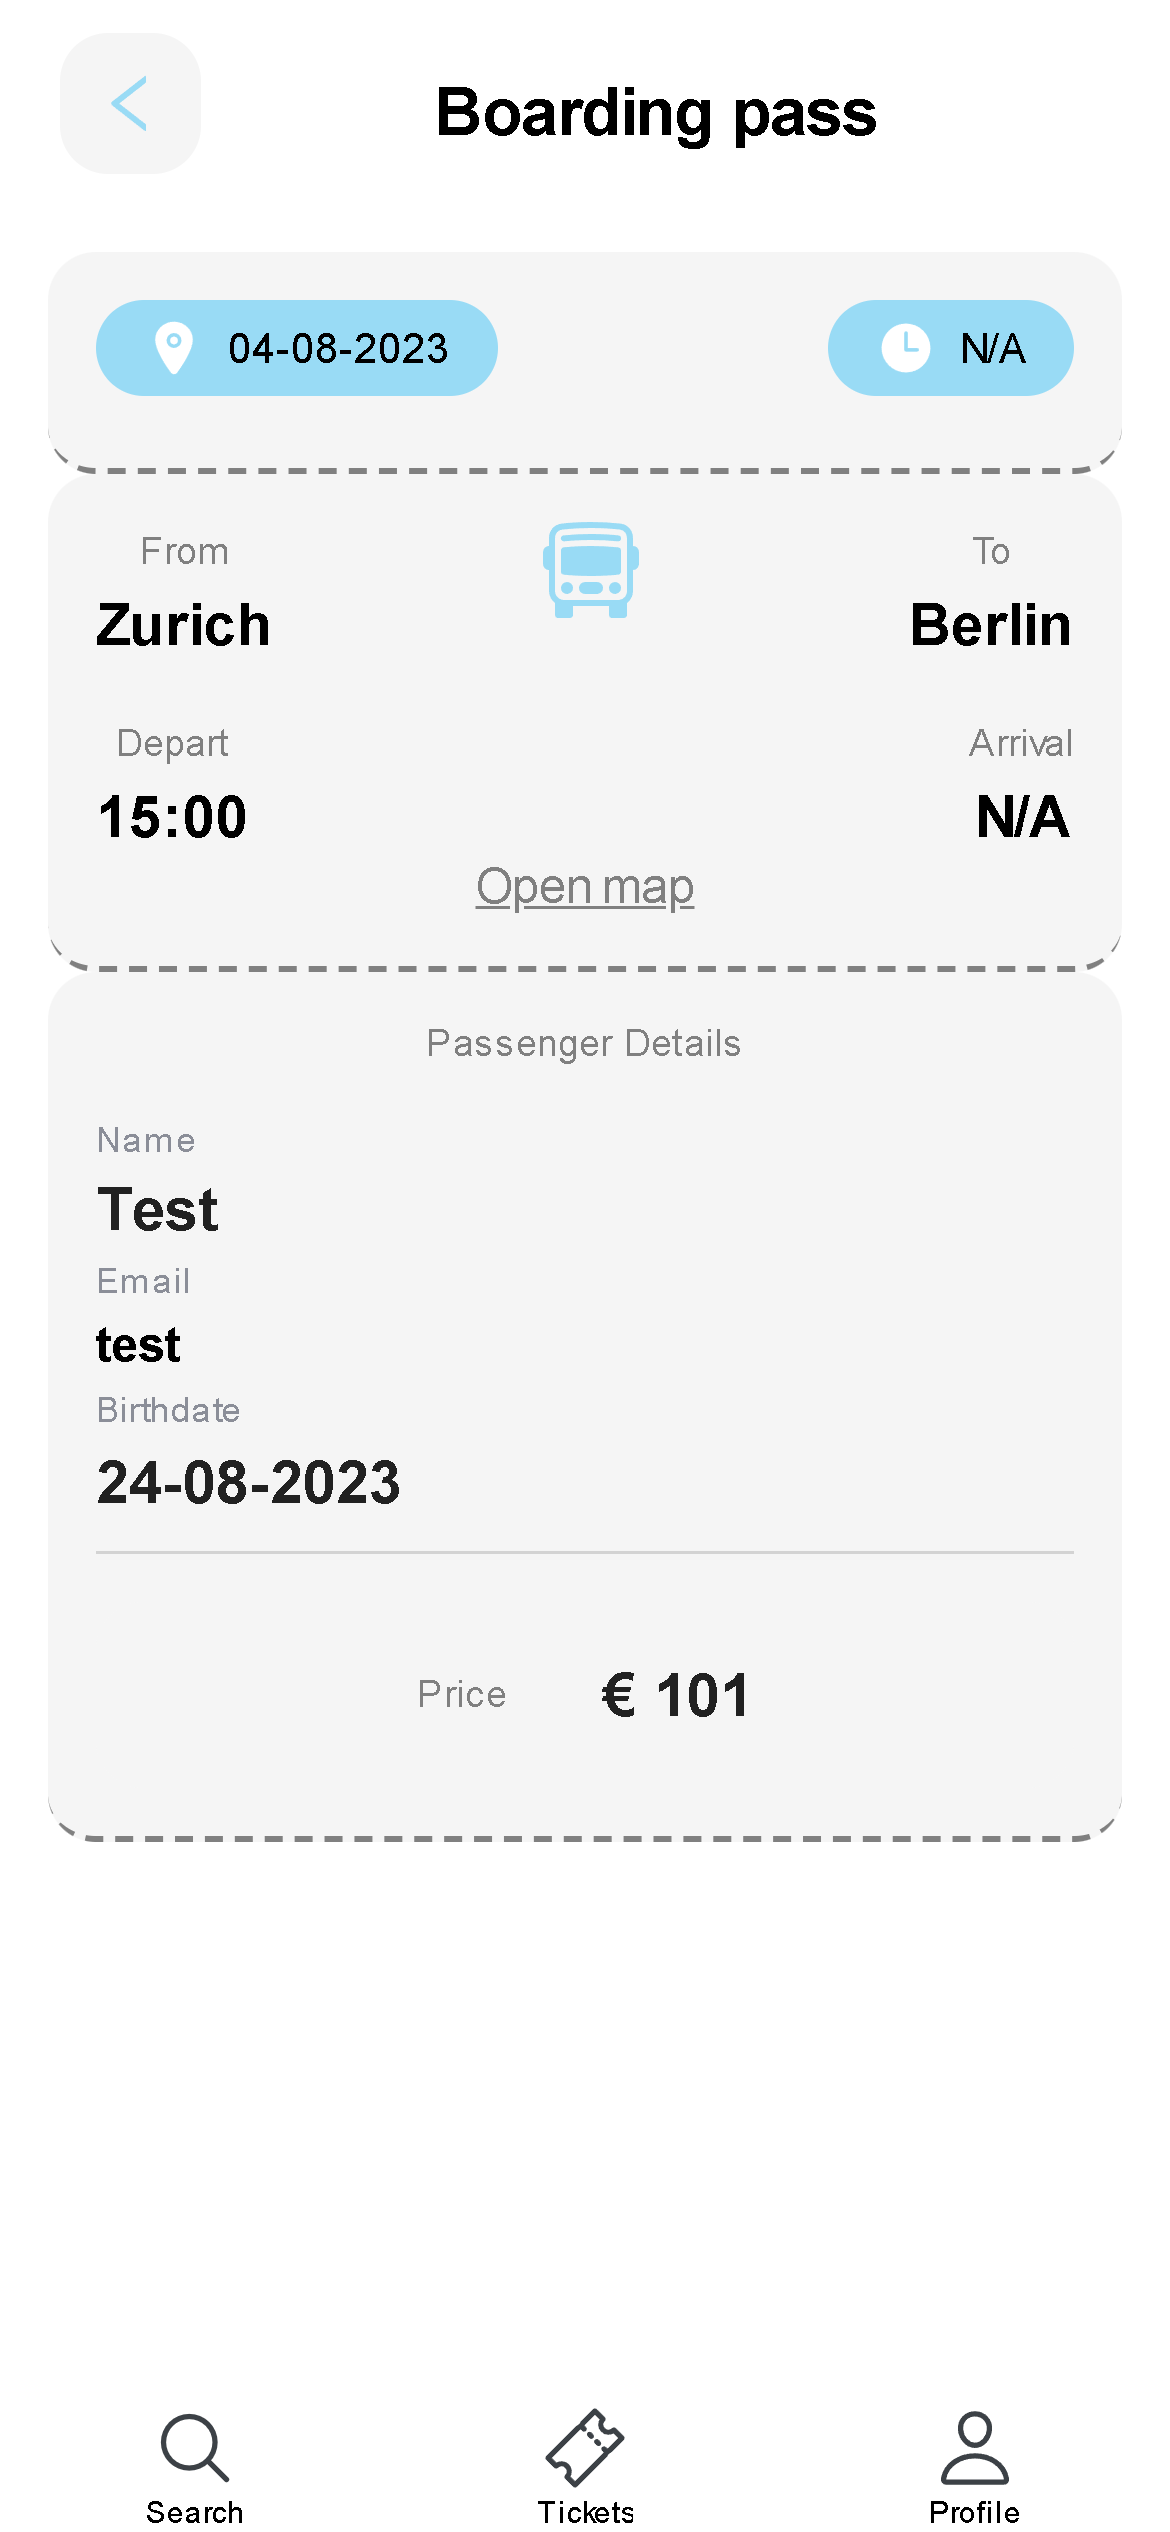 Boarding pass
04-08-2023 N/A
From To
Zurich Berlin
Depart Arrival
15:00 N/A
Open map
Passenger Details
Name
Test
Email
test
Birthdate
24-08-2023
Price € 101
Search Tickets Profile